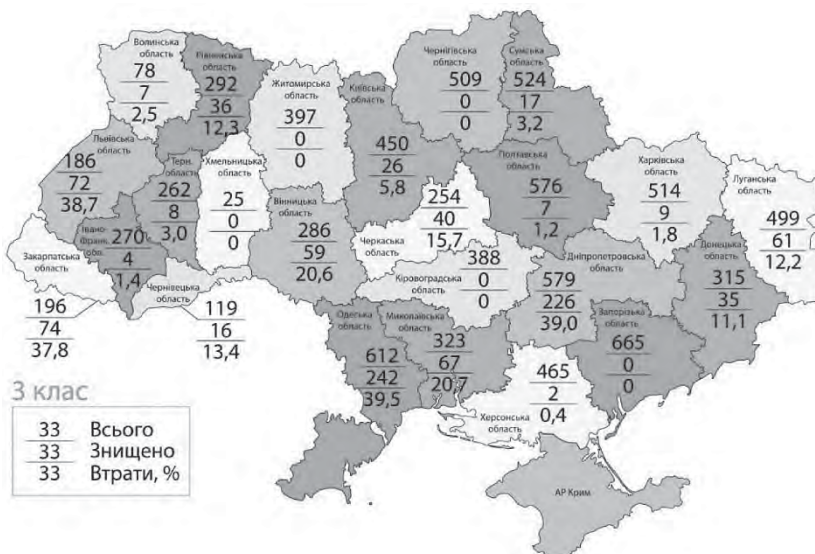 Волинська
область
78
7
2,5
Рівненська
область
292
36
12,3
Житомирська
область
397
0
0
Київська
область
450
26
5,8
Чернігівська
область
509
0
0
Сумська
область
524
17
3,2
Львівська
область
186
72
38,7
Терн.
область
262
8
3,0
Хмельницька
область
25
0
0
Вінницька
область
286
59
20,6
254
40
15,7
Черкаська
область
Полтавська
область
576
7
1,2
Харківська
область
514
9
1,8
Луганська
область
499
61
12,2
Закарпатська
область
196
74
37,8
Івано-
Франк.
обл.
270
4
1,4
Чернівецька
область
119
16
13,4
Кіровоградська
область
388
0
0
Дніпропетровська
область
579
226
39,0
Донецька
область
315
35
11,1
Одеська
область
612
242
39,5
Миколаївська
область
323
67
20,7
Запорізька
область
665
0
0
465
2
0,4
Херсонська
область
АР Крим
3 клас
33 Всього
33 Знищено
33 Втрати, %